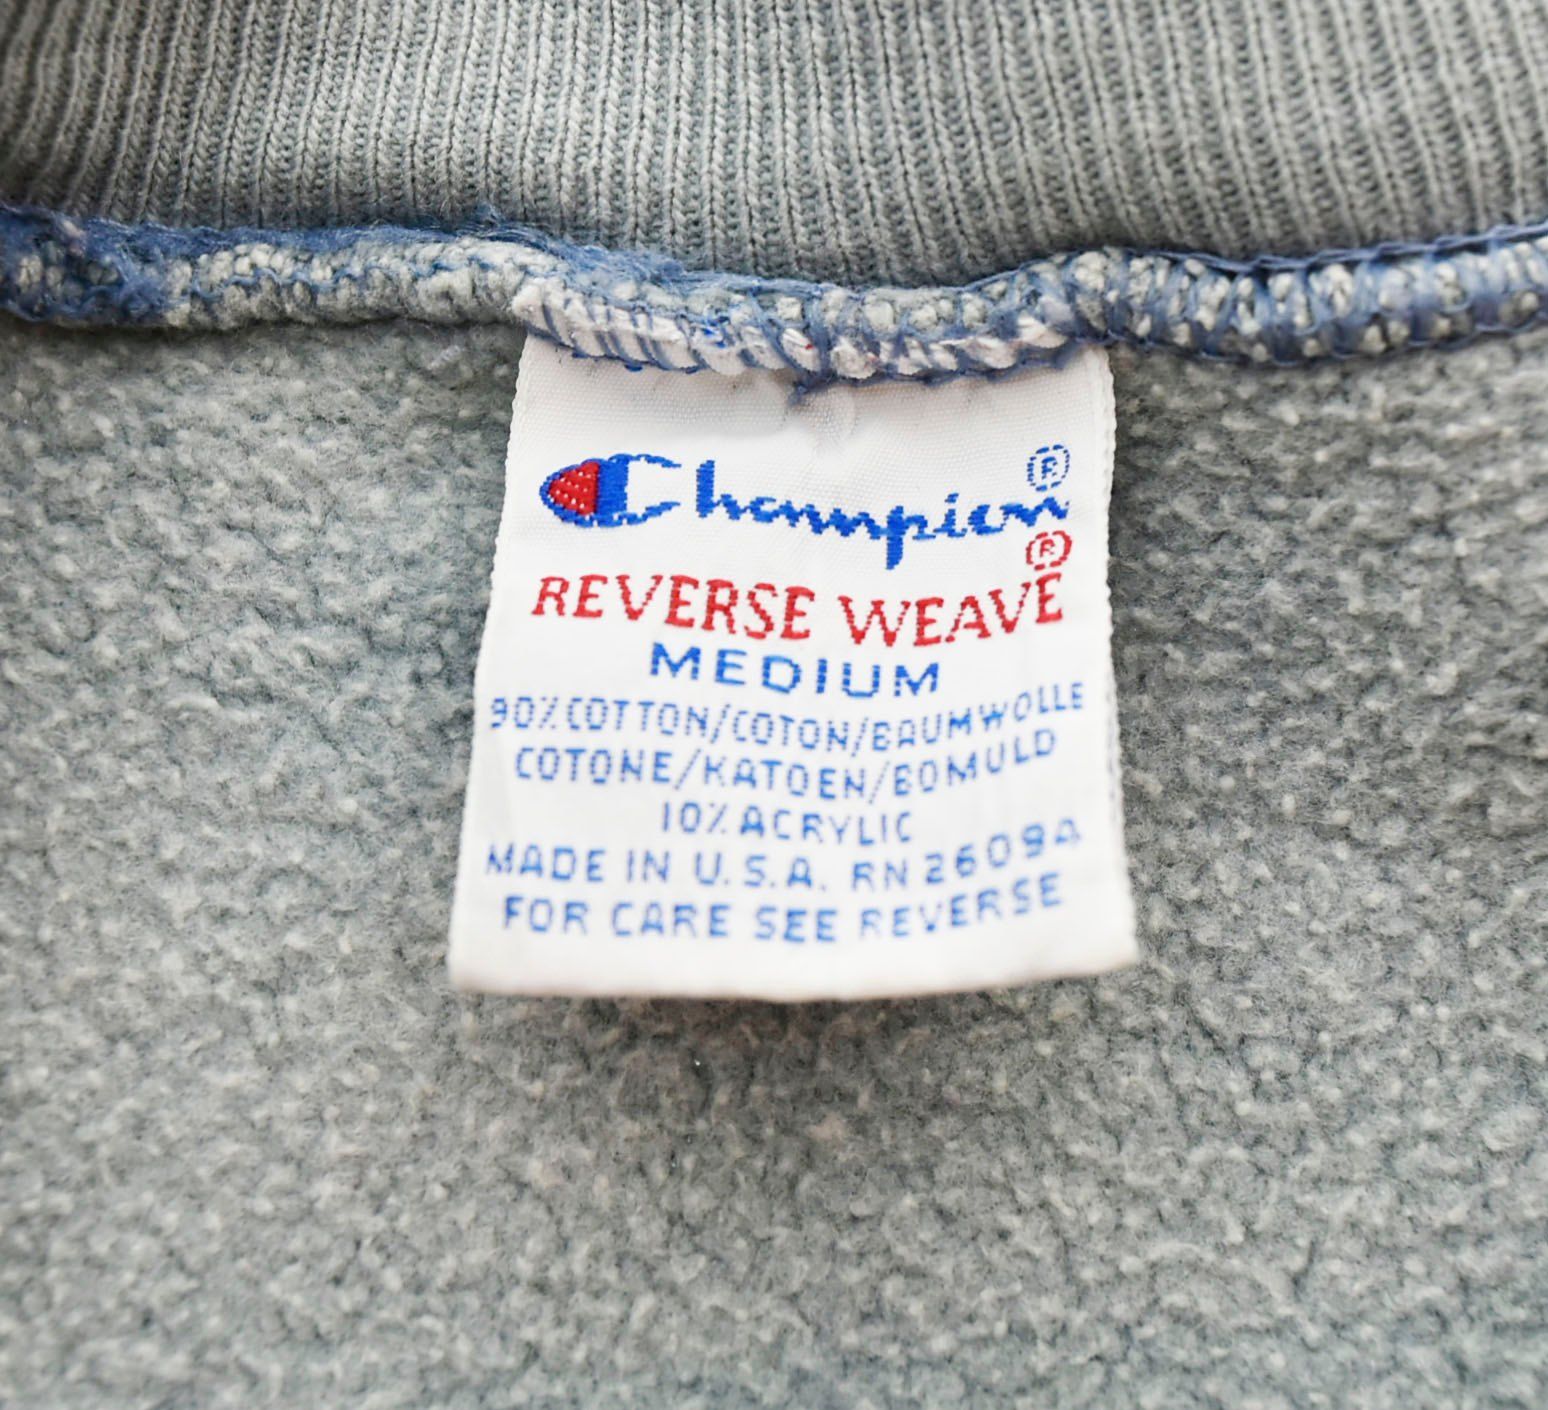 Champion®
REVERSE WEAVE®
MEDIUM
90% COTTON/COTON/BAUMWOLLE
COTONE/KATOEN/BOMULD
10% ACRYLIC
MADE IN U.S.A. RN 26094
FOR CARE SEE REVERSE